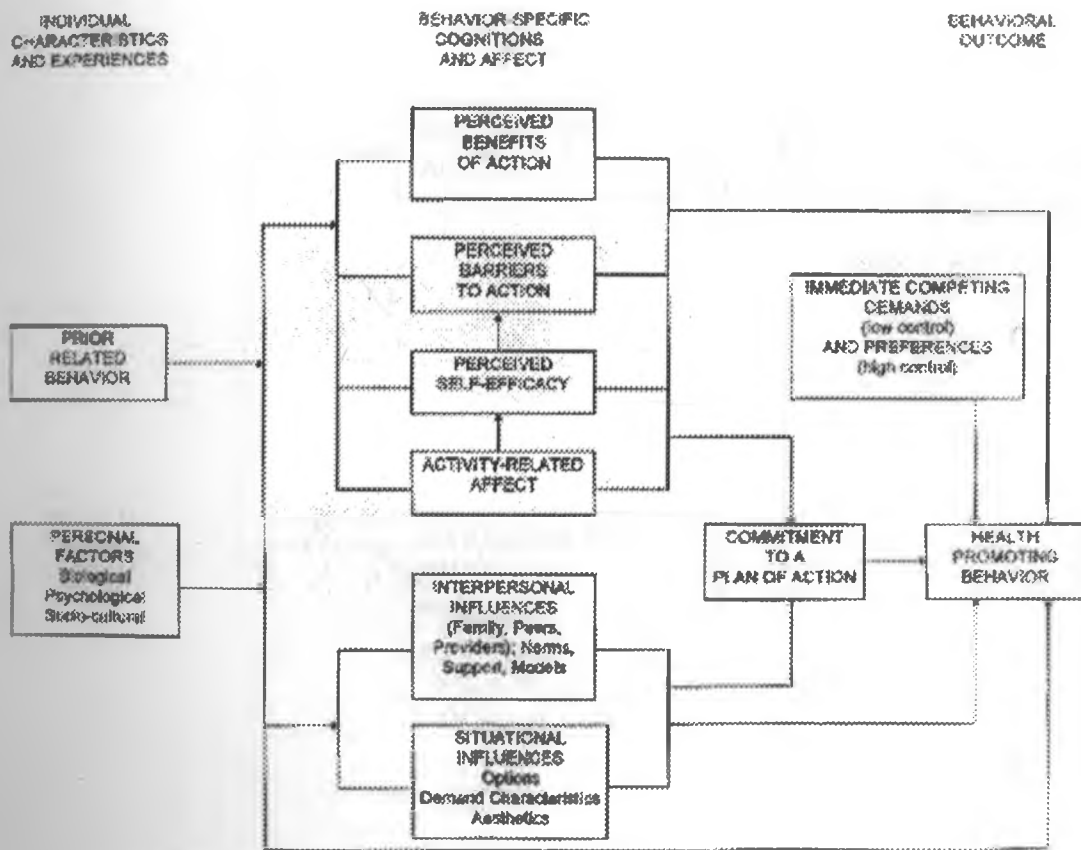 INDIVIDUAL
CHARACTERISTICS
AND EXPERIENCES
BEHAVIOR-SPECIFIC
COGNITIONS
AND AFFECT
BEHAVIORAL
OUTCOME
PERCEIVED
BENEFITS
OF ACTION
PERCEIVED
BARRIERS
TO ACTION
PERCEIVED
SELF-EFFICACY
ACTIVITY-RELATED
AFFECT
PRIOR
RELATED
BEHAVIOR
PERSONAL
FACTORS
Biological
Psychological
Socio-cultural
INTERPERSONAL
INFLUENCES
(Family, Peers,
Providers); Norms,
Support, Models
SITUATIONAL
INFLUENCES
Options
Demand Characteristics
Aesthetics
IMMEDIATE COMPETING
DEMANDS
(low control)
AND PREFERENCES
(high control)
COMMITMENT
TO A
PLAN OF ACTION
HEALTH
PROMOTING
BEHAVIOR